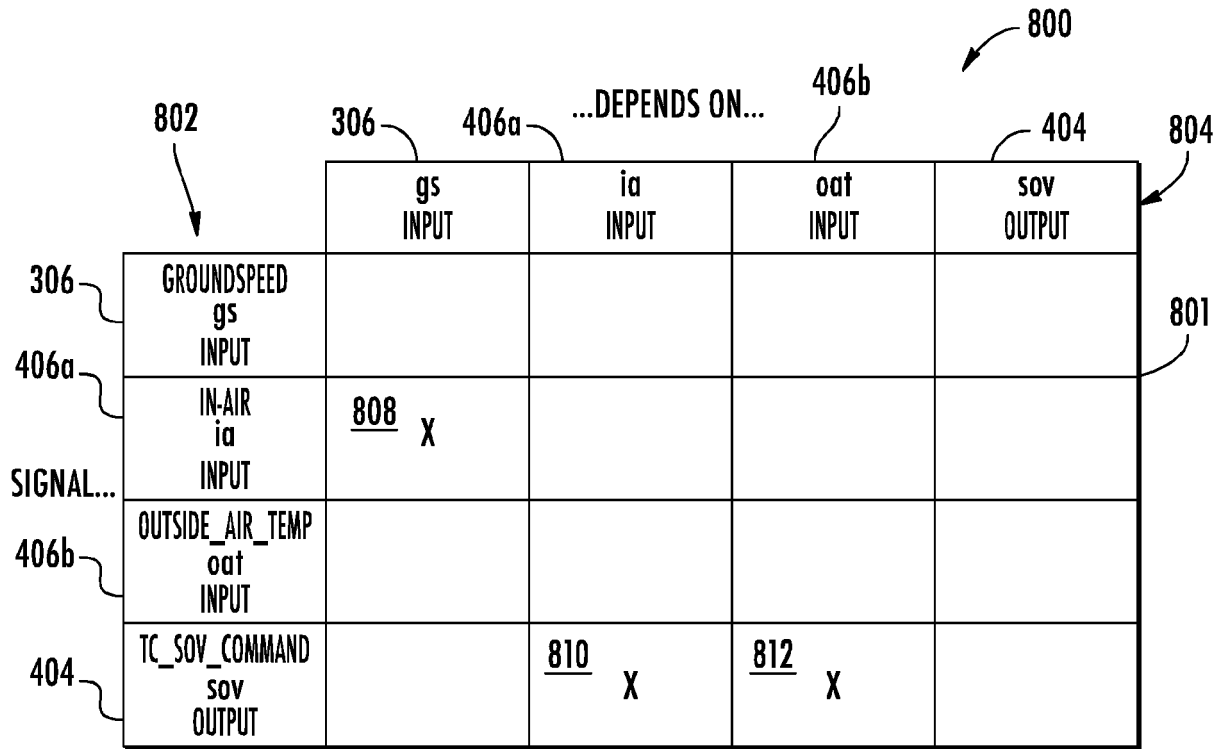 800
...DEPENDS ON...
406b
802
306
406a
404
804
gs
INPUT
ia
INPUT
oat
INPUT
sov
OUTPUT
306
GROUNDSPEED
gs
INPUT
801
406a
IN-AIR
ia
INPUT
808 X
SIGNAL...
406b
OUTSIDE_AIR_TEMP
oat
INPUT
404
TC_SOV_COMMAND
sov
OUTPUT
810 X
812 X